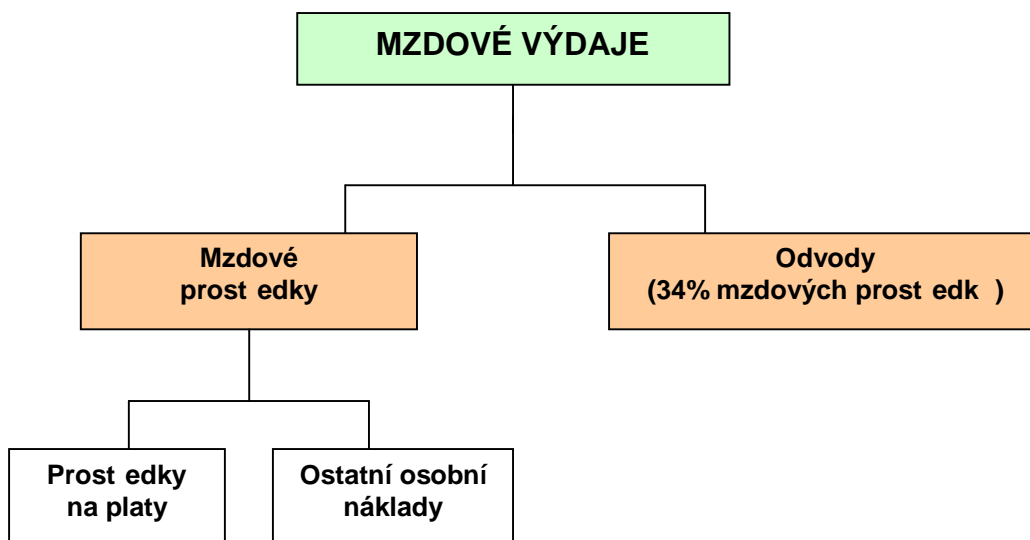 MZDOVÉ VÝDAJE
Mzdové
prost edky
Odvody
(34% mzdových prost edk )
Prost edky
na platy
Ostatní osobní
náklady